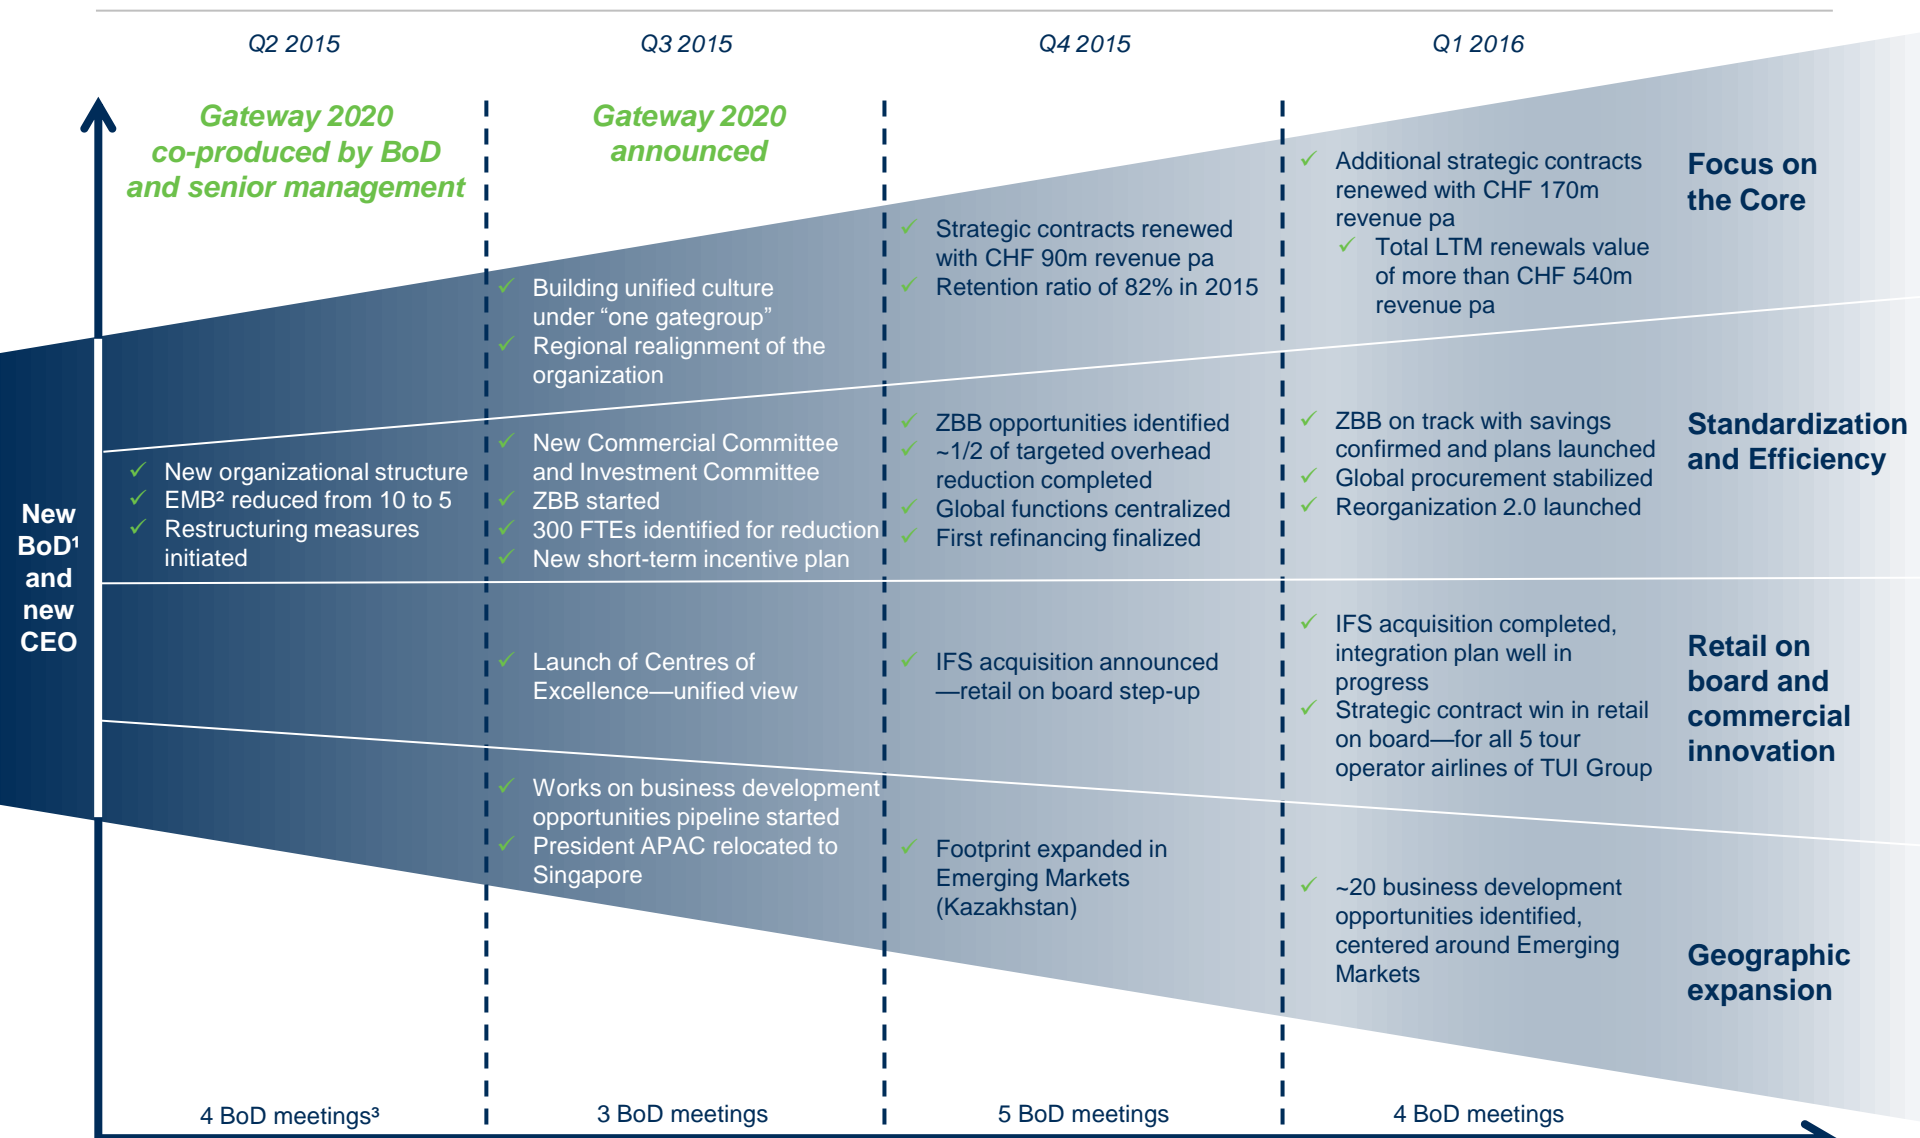 Q2 2015
Q3 2015
Q4 2015
Q1 2016
Gateway 2020
co-produced by BoD
and senior management
Gateway 2020
announced
New
BoD¹
and
new
CEO
✓ Building unified culture
under “one gategroup”
✓ Regional realignment of the
organization
✓ Strategic contracts renewed
with CHF 90m revenue pa
✓ Retention ratio of 82% in 2015
✓ Additional strategic contracts
renewed with CHF 170m
revenue pa
✓ Total LTM renewals value
of more than CHF 540m
revenue pa
Focus on
the Core
✓ New organizational structure
✓ EMB² reduced from 10 to 5
✓ Restructuring measures
initiated
✓ New Commercial Committee
and Investment Committee
✓ ZBB started
✓ 300 FTEs identified for reduction
✓ New short-term incentive plan
✓ ZBB opportunities identified
✓ ~1/2 of targeted overhead
reduction completed
✓ Global functions centralized
✓ First refinancing finalized
✓ ZBB on track with savings
confirmed and plans launched
✓ Global procurement stabilized
✓ Reorganization 2.0 launched
Standardization
and Efficiency
✓ Launch of Centres of
Excellence—unified view
✓ IFS acquisition announced
—retail on board step-up
✓ IFS acquisition completed,
integration plan well in
progress
✓ Strategic contract win in retail
on board—for all 5 tour
operator airlines of TUI Group
Retail on
board and
commercial
innovation
✓ Works on business development
opportunities pipeline started
✓ President APAC relocated to
Singapore
✓ Footprint expanded in
Emerging Markets
(Kazakhstan)
✓ ~20 business development
opportunities identified,
centered around Emerging
Markets
Geographic
expansion
4 BoD meetings³
3 BoD meetings
5 BoD meetings
4 BoD meetings